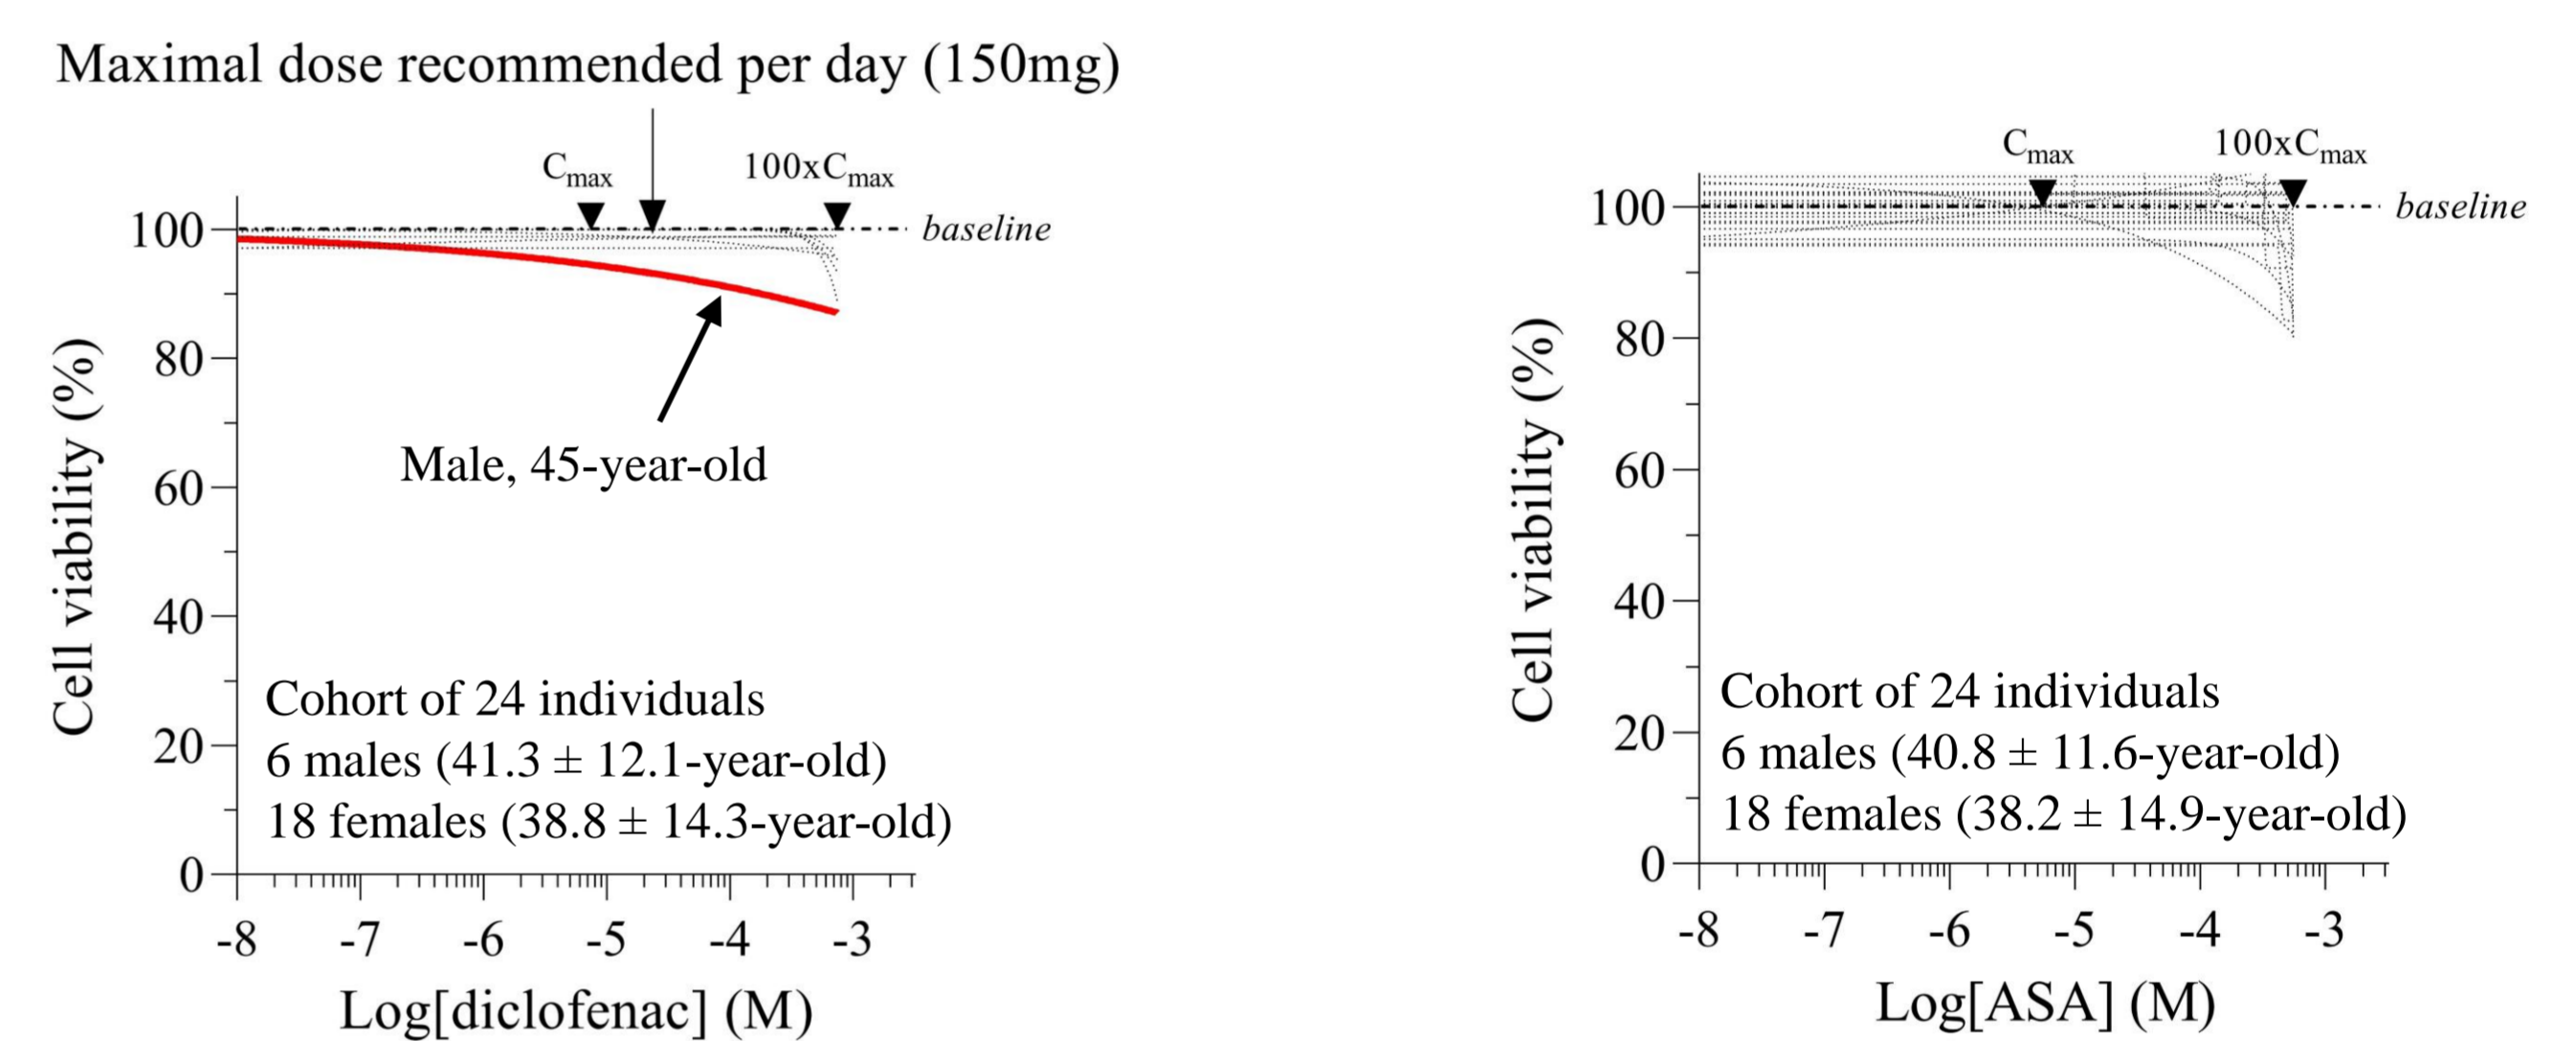 Maximal dose recommended per day (150mg)
Cmax
100xCmax
baseline
100
80
60
40
20
0
Cell viability (%)
Male, 45-year-old
Cohort of 24 individuals
6 males (41.3 ± 12.1-year-old)
18 females (38.8 ± 14.3-year-old)
-8 -7 -6 -5 -4 -3
Log[diclofenac] (M)
Cmax
100xCmax
baseline
100
80
60
40
20
0
Cell viability (%)
Cohort of 24 individuals
6 males (40.8 ± 11.6-year-old)
18 females (38.2 ± 14.9-year-old)
-8 -7 -6 -5 -4 -3
Log[ASA] (M)